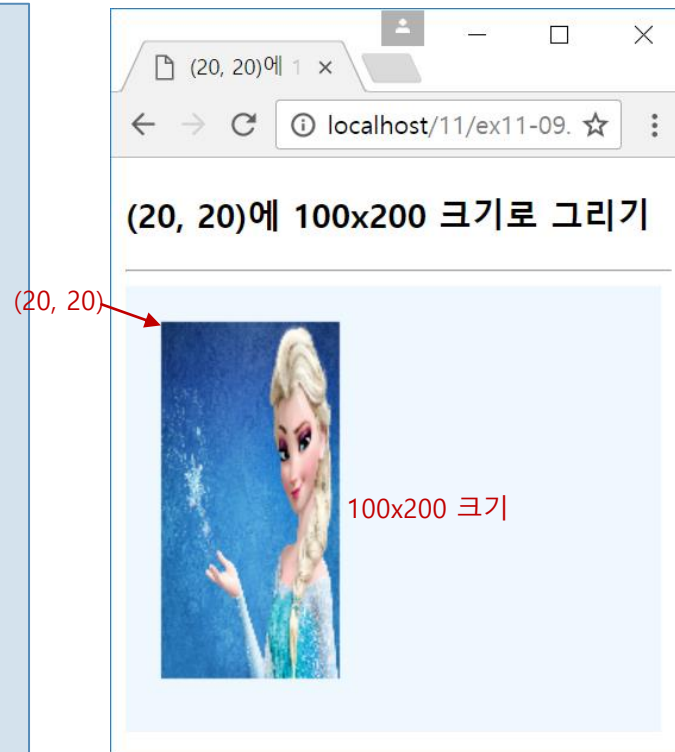 (20, 20)에 1
localhost/11/ex11-09.
(20, 20)에 100x200 크기로 그리기
(20, 20)
100x200 크기